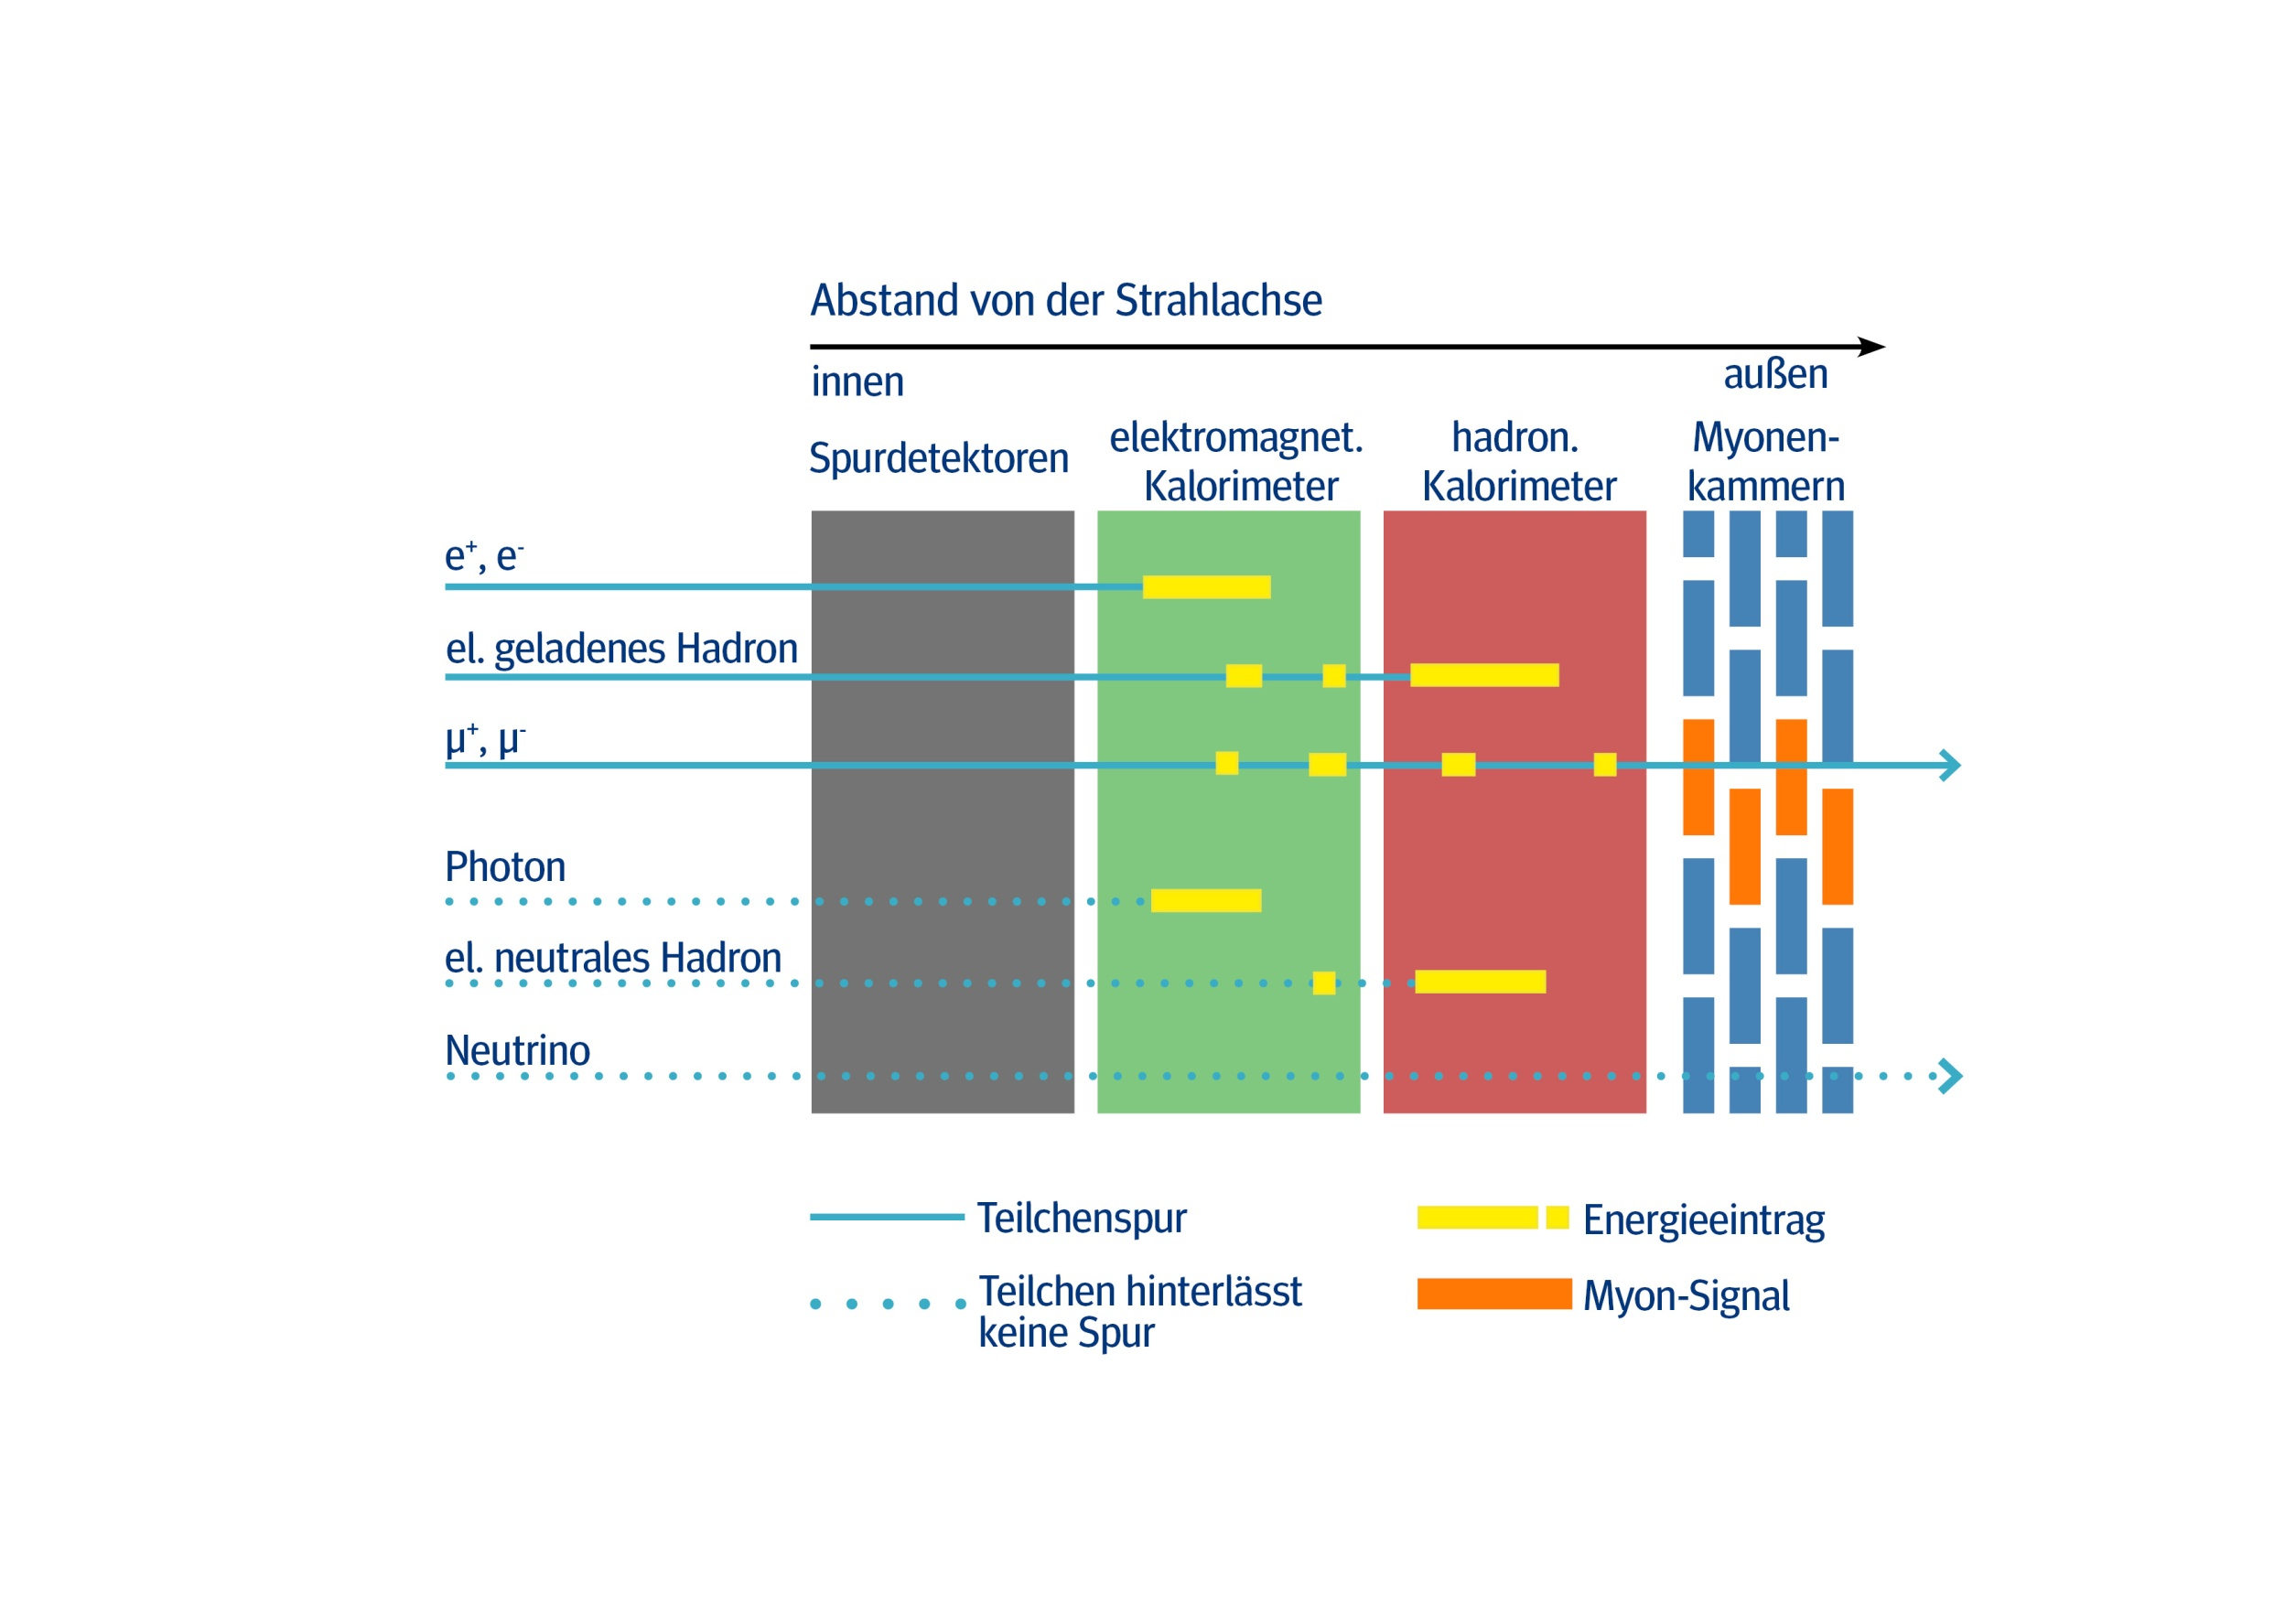 Abstand von der Strahlachse
innen
außen
Spurdetektoren
elektromagnet.
Kalorimeter
hadron.
Kalorimeter
Myonen-
kammern
e⁺, e⁻
el. geladenes Hadron
μ⁺, μ⁻
Photon
el. neutrales Hadron
Neutrino
Teilchenspur
Teilchen hinterlässt
keine Spur
Energieeintrag
Myon-Signal